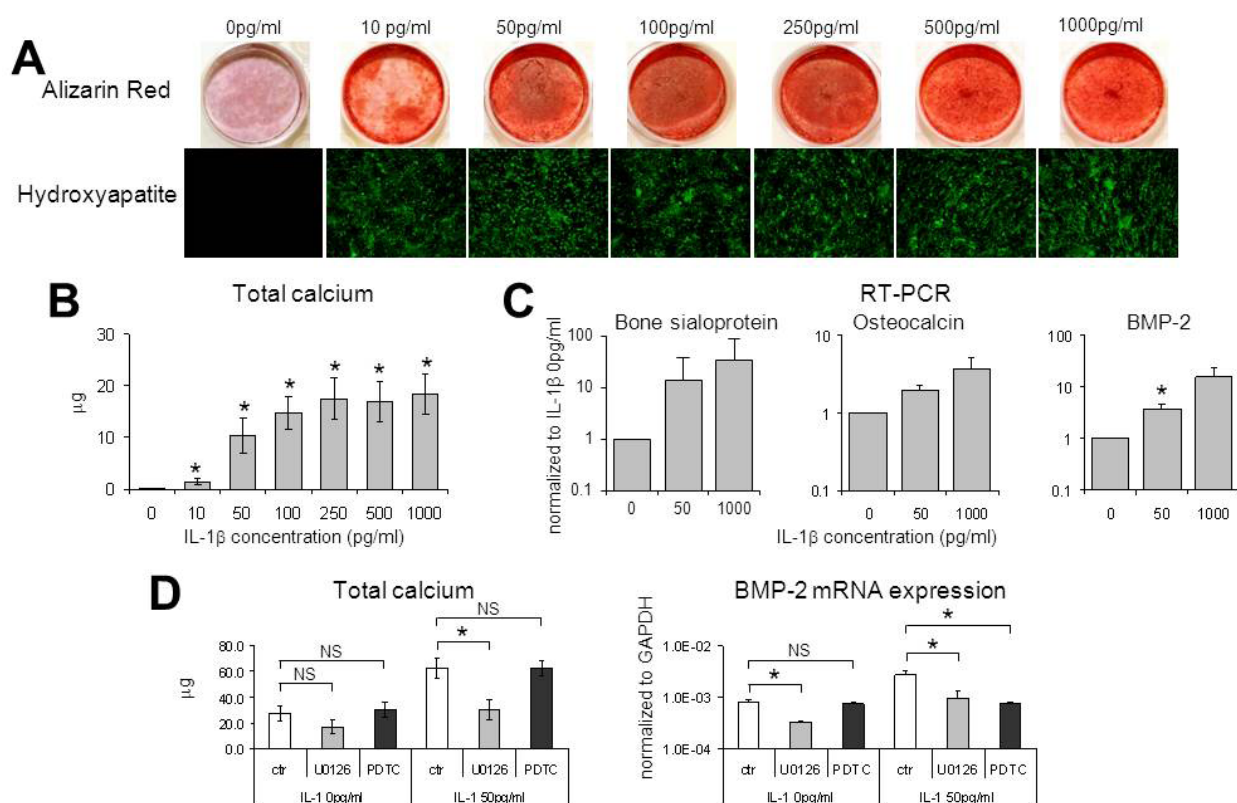 0pg/ml 10 pg/ml 50pg/ml 100pg/ml 250pg/ml 500pg/ml 1000pg/ml
A
Alizarin Red
Hydroxyapatite
B
Total calcium
µg
30
20
10
0
* * * * * *
0 10 50 100 250 500 1000
IL-1β concentration (pg/ml)
C
RT-PCR
normalized to IL-1β 0pg/ml
Bone sialoprotein
100
10
1
0.1
0 50 1000
Osteocalcin
10
1
0.1
0 50 1000
BMP-2
100
10
1
0.1
*
0 50 1000
IL-1β concentration (pg/ml)
D
Total calcium
µg
80.0
60.0
40.0
20.0
0.0
NS
NS
NS
*
ctr U0126 PDTC ctr U0126 PDTC
IL-1 0pg/ml IL-1 50pg/ml
BMP-2 mRNA expression
normalized to GAPDH
1.0E-02
1.0E-03
1.0E-04
NS
*
*
*
ctr U0126 PDTC ctr U0126 PDTC
IL-1 0pg/ml IL-1 50pg/ml